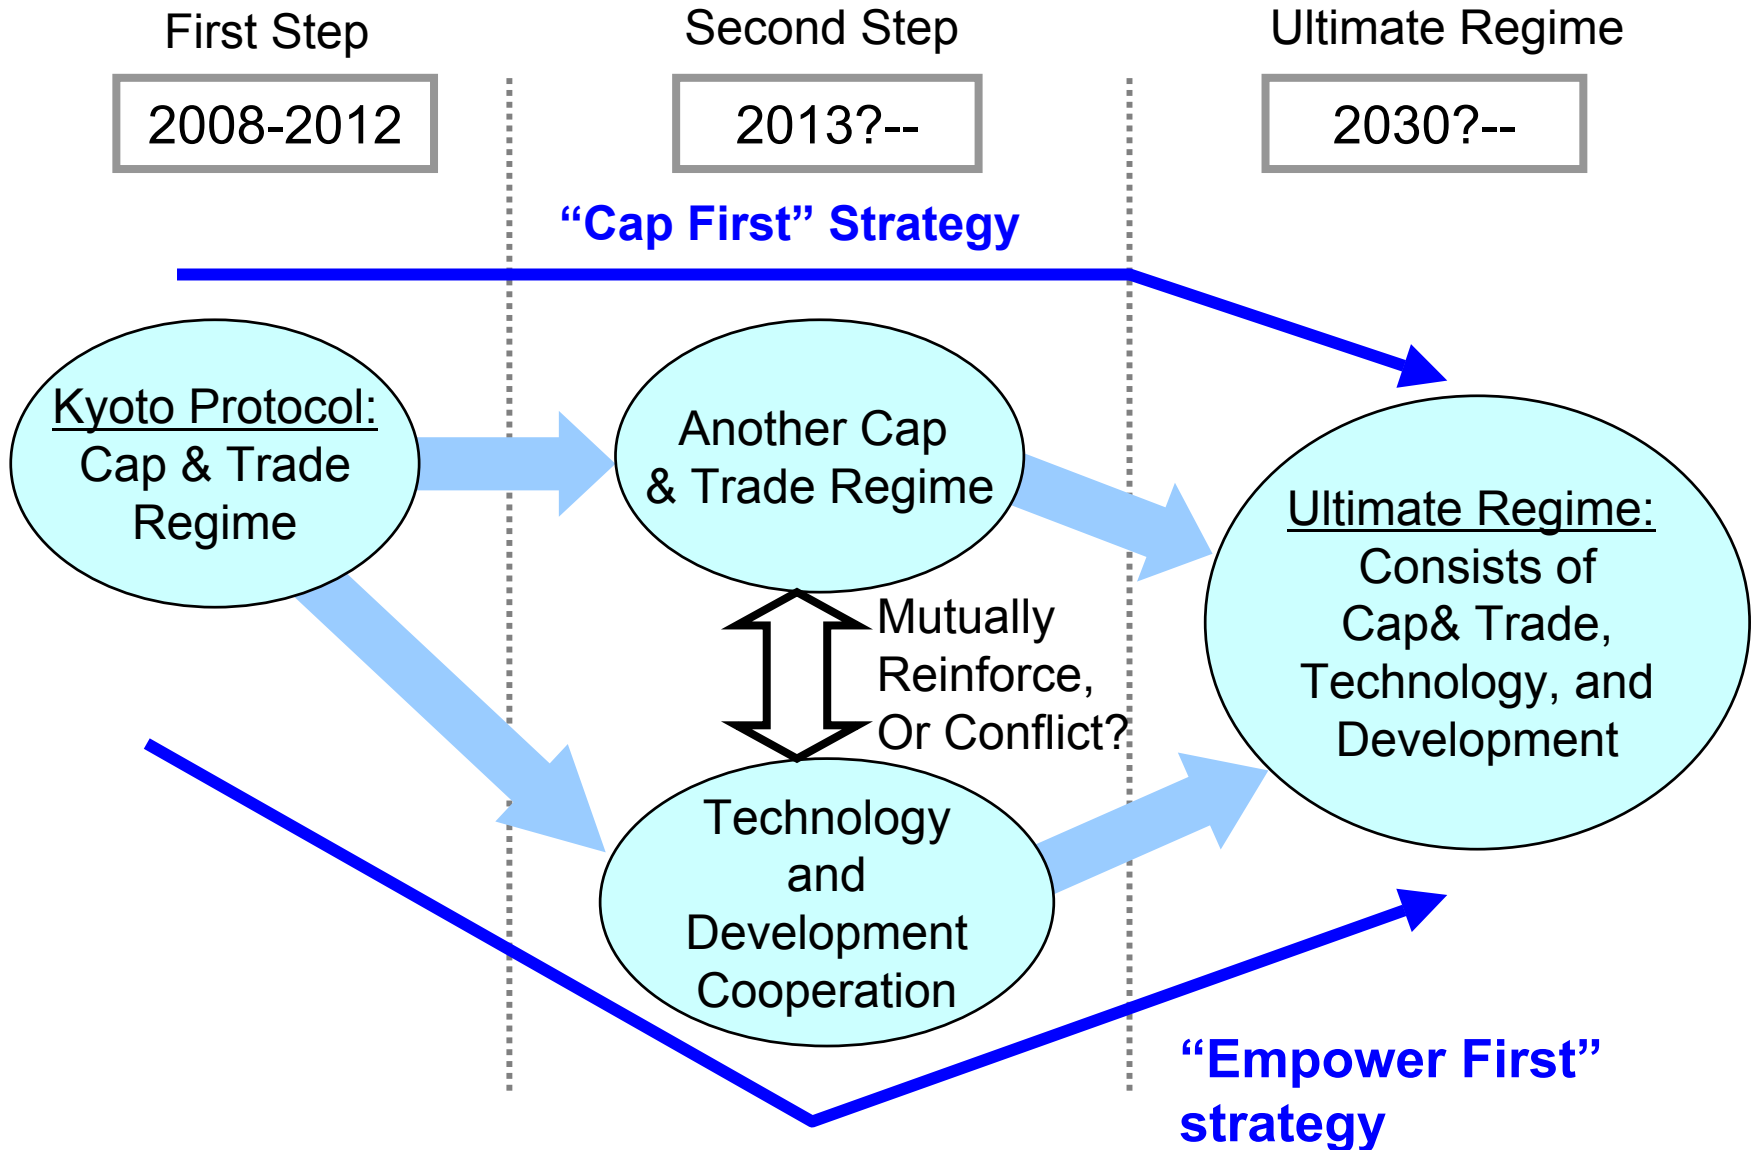 First Step
Second Step
Ultimate Regime
2008-2012
2013?--
2030?--
“Cap First” Strategy
Kyoto Protocol:
Cap & Trade
Regime
Another Cap
& Trade Regime
Ultimate Regime:
Consists of
Cap& Trade,
Technology, and
Development
Mutually
Reinforce,
Or Conflict?
Technology
and
Development
Cooperation
“Empower First”
strategy